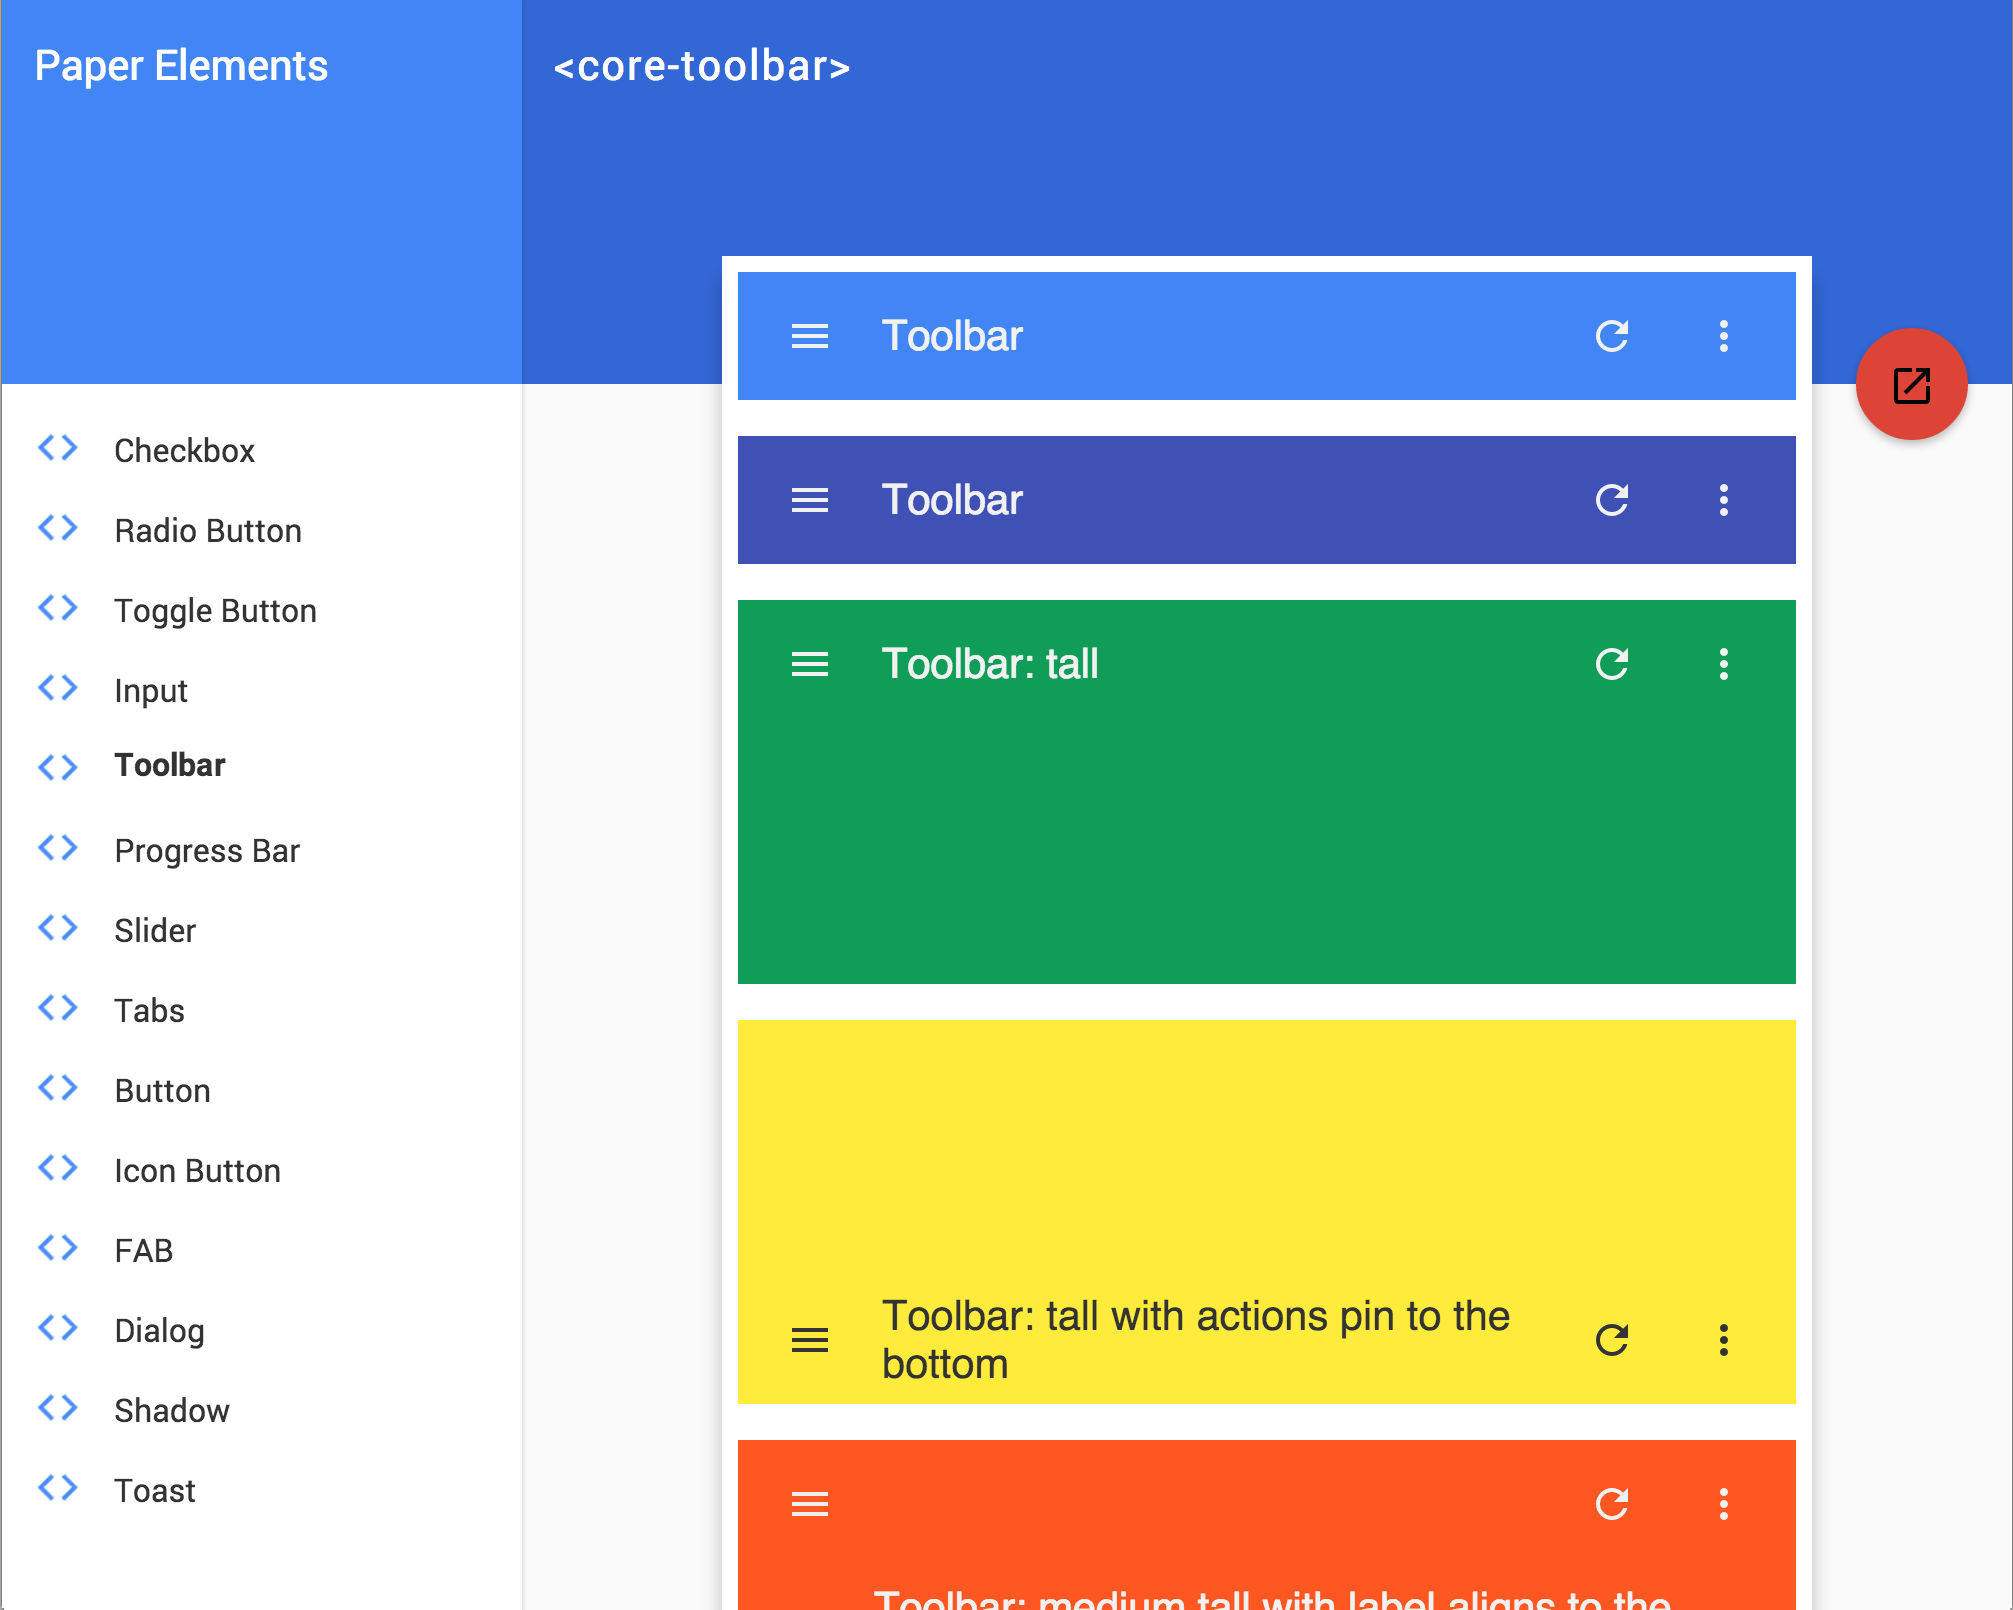 Paper Elements
<core-toolbar>
Checkbox
Radio Button
Toggle Button
Input
Toolbar
Progress Bar
Slider
Tabs
Button
Icon Button
FAB
Dialog
Shadow
Toast
Toolbar
Toolbar
Toolbar: tall
Toolbar: tall with actions pin to the
bottom
Toolbar: medium tall with label aligns to the